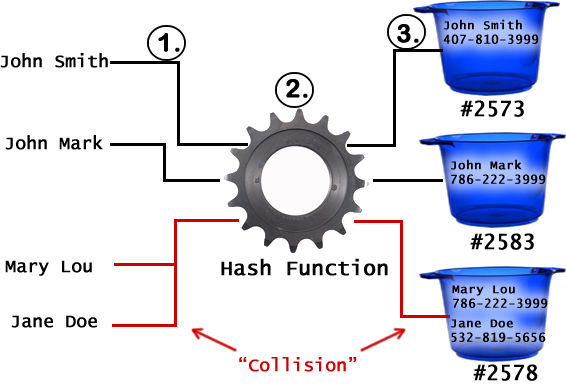 1.
2.
3.
John Smith
John Mark
Mary Lou
Jane Doe
Hash Function
“Collision”
John Smith
407-810-3999
#2573
John Mark
786-222-3999
#2583
Mary Lou
786-222-3999
Jane Doe
532-819-5656
#2578